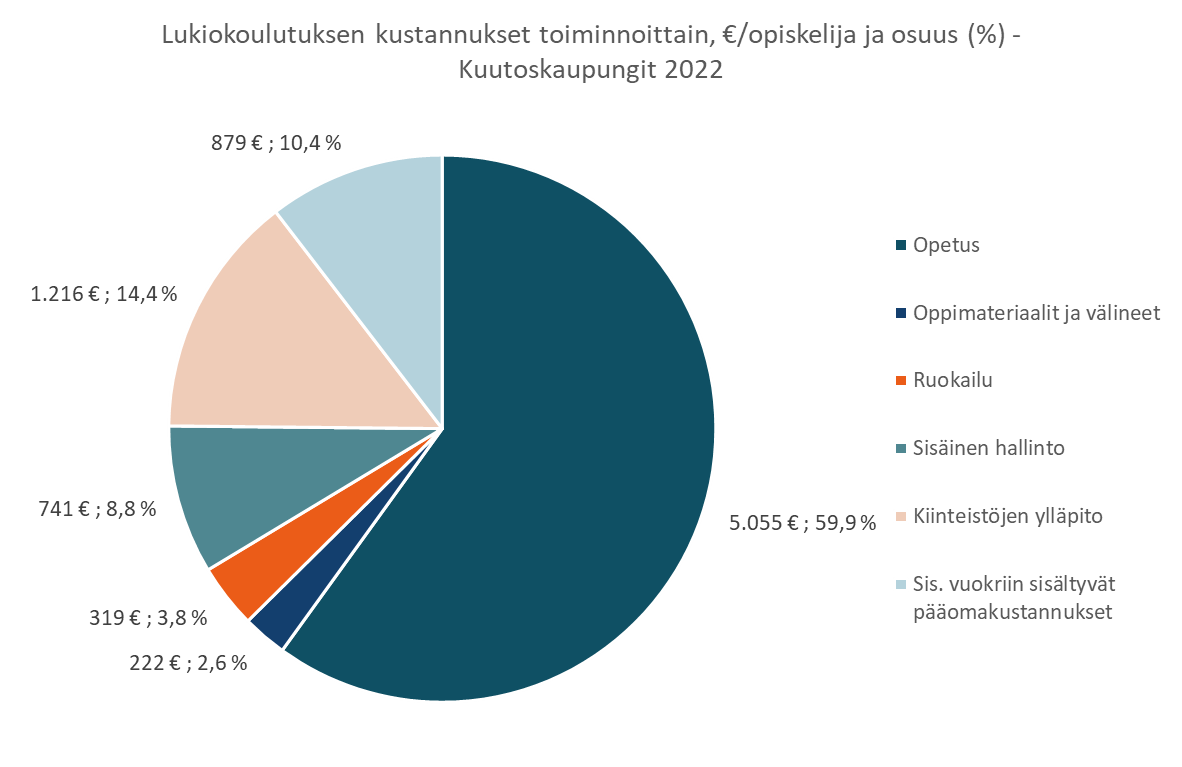 Lukiokoulutuksen kustannukset toiminnoittain, €/opiskelija ja osuus (%) -
Kuutoskaupungit 2022
879 € ; 10,4 %
1.216 € ; 14,4 %
741 € ; 8,8 %
319 € ; 3,8 %
222 € ; 2,6 %
5.055 € ; 59,9 %
Opetus
Oppimateriaalit ja välineet
Ruokailu
Sisäinen hallinto
Kiinteistöjen ylläpito
Sis. vuokriin sisältyvät
pääomakustannukset